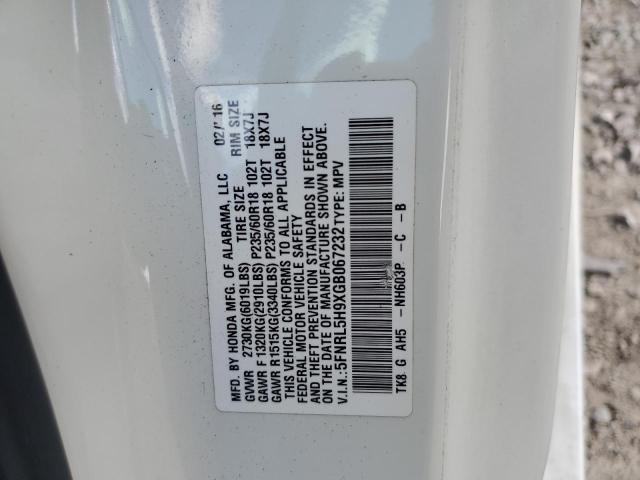 MFD. BY HONDA MFG. OF ALABAMA, LLC 02/16
TIRE SIZE RIM SIZE
GVWR 2730KG(6019LBS)
GAWR F 1320KG(2910LBS) P235/60R18 102T 18X7J
GAWR R 1515KG(3340LBS) P235/60R18 102T 18X7J
THIS VEHICLE CONFORMS TO ALL APPLICABLE
FEDERAL MOTOR VEHICLE SAFETY
AND THEFT PREVENTION STANDARDS IN EFFECT
ON THE DATE OF MANUFACTURE SHOWN ABOVE.
V.I.N.:5FNRL5H9XGB067232 TYPE: MPV
TK8 G AH5 - NH603P - C - B